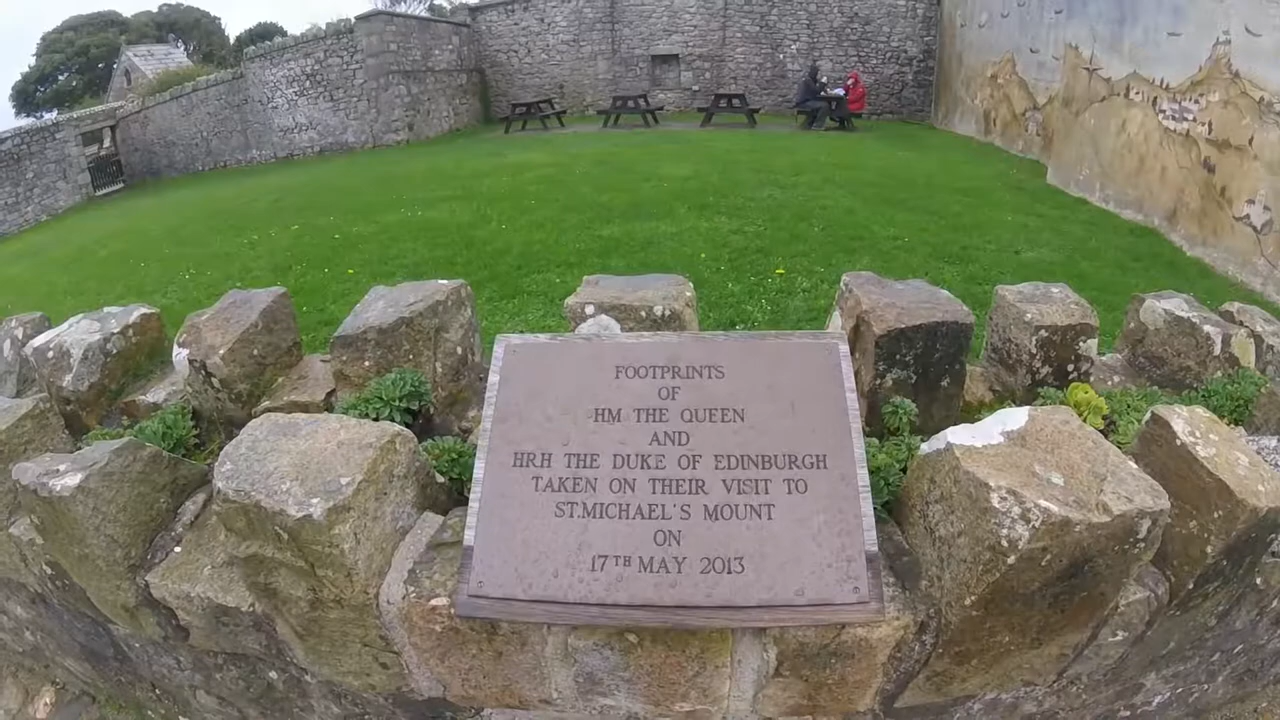 FOOTPRINTS
OF
HM THE QUEEN
AND
HRH THE DUKE OF EDINBURGH
TAKEN ON THEIR VISIT TO
ST.MICHAEL'S MOUNT
ON
17TH MAY 2013